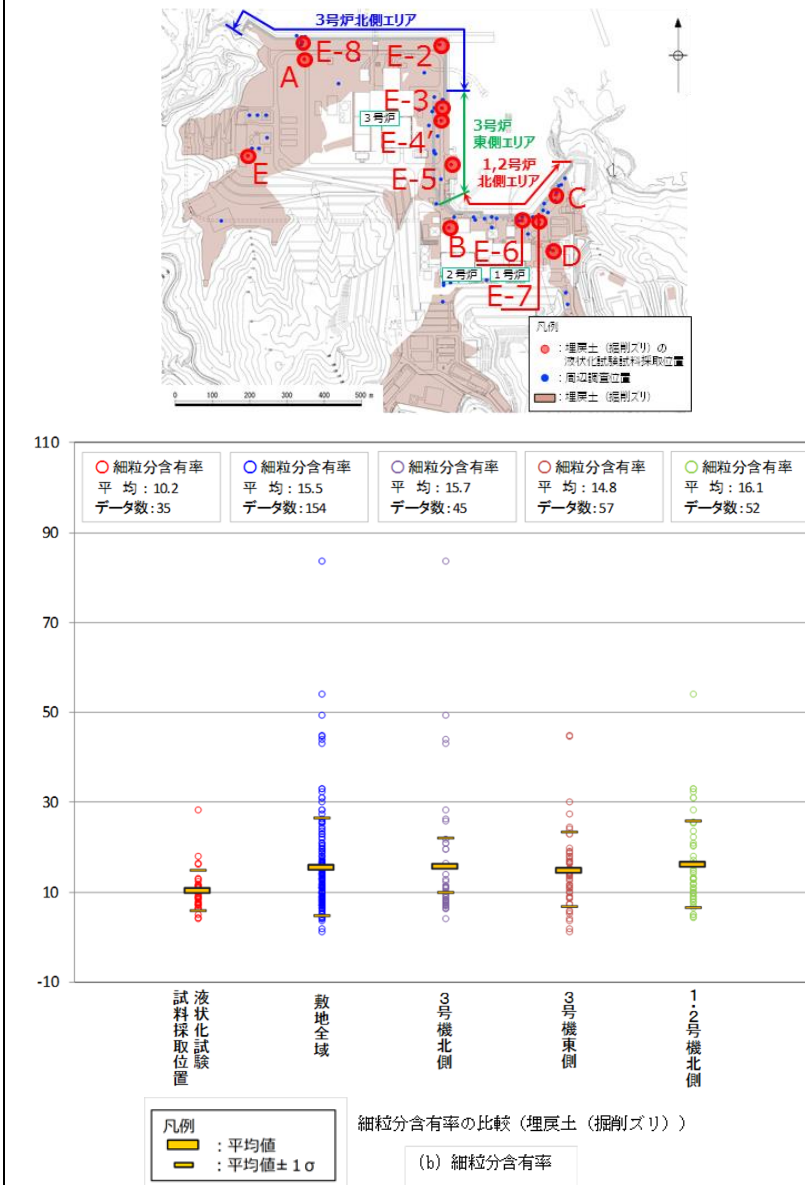 3号炉北側エリア
E-8
E-2
A
E-3
3号炉
E-4'
3号炉
東側エリア
1,2号炉
北側エリア
E-5
E
C
B
E-6
D
2号炉
1号炉
E-7
凡例
：埋戻土（掘削ズリ）の
液状化試験試料採取位置
：周辺調査位置
：埋戻土（掘削ズリ）
0 100 200 300 400 500 m
110
90
70
50
30
10
-10
細粒分含有率
平 均：10.2
データ数：35
細粒分含有率
平 均：15.5
データ数：154
細粒分含有率
平 均：15.7
データ数：45
細粒分含有率
平 均：14.8
データ数：57
細粒分含有率
平 均：16.1
データ数：52
液状化試験
試料採取位置
敷地全域
3号機北側
3号機東側
1・2号機北側
凡例
：平均値
：平均値±1σ
細粒分含有率の比較（埋戻土（掘削ズリ））
(b) 細粒分含有率